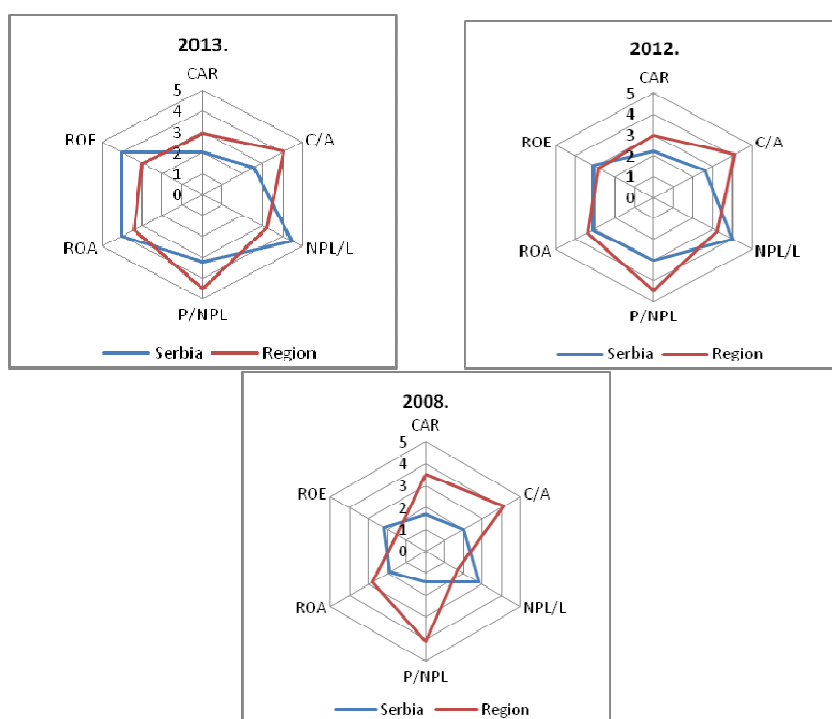 2013.
CAR
5
4
3
2
1
0
C/A
NPL/L
P/NPL
ROA
ROE
Serbia Region
2012.
CAR
5
4
3
2
1
0
C/A
NPL/L
P/NPL
ROA
ROE
Serbia Region
2008.
CAR
5
4
3
2
1
0
C/A
NPL/L
P/NPL
ROA
ROE
Serbia Region